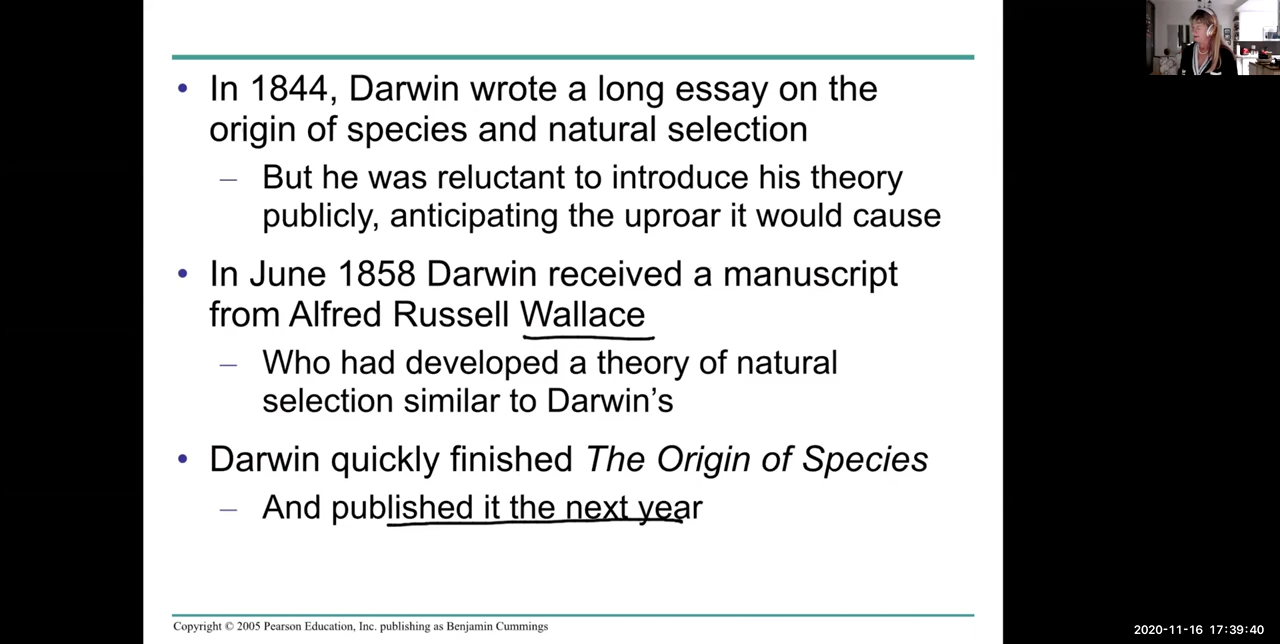 • In 1844, Darwin wrote a long essay on the
origin of species and natural selection
– But he was reluctant to introduce his theory
publicly, anticipating the uproar it would cause
• In June 1858 Darwin received a manuscript
from Alfred Russell Wallace
– Who had developed a theory of natural
selection similar to Darwin’s
• Darwin quickly finished The Origin of Species
– And published it the next year
Copyright © 2005 Pearson Education, Inc. publishing as Benjamin Cummings
2020-11-16 17:39:40